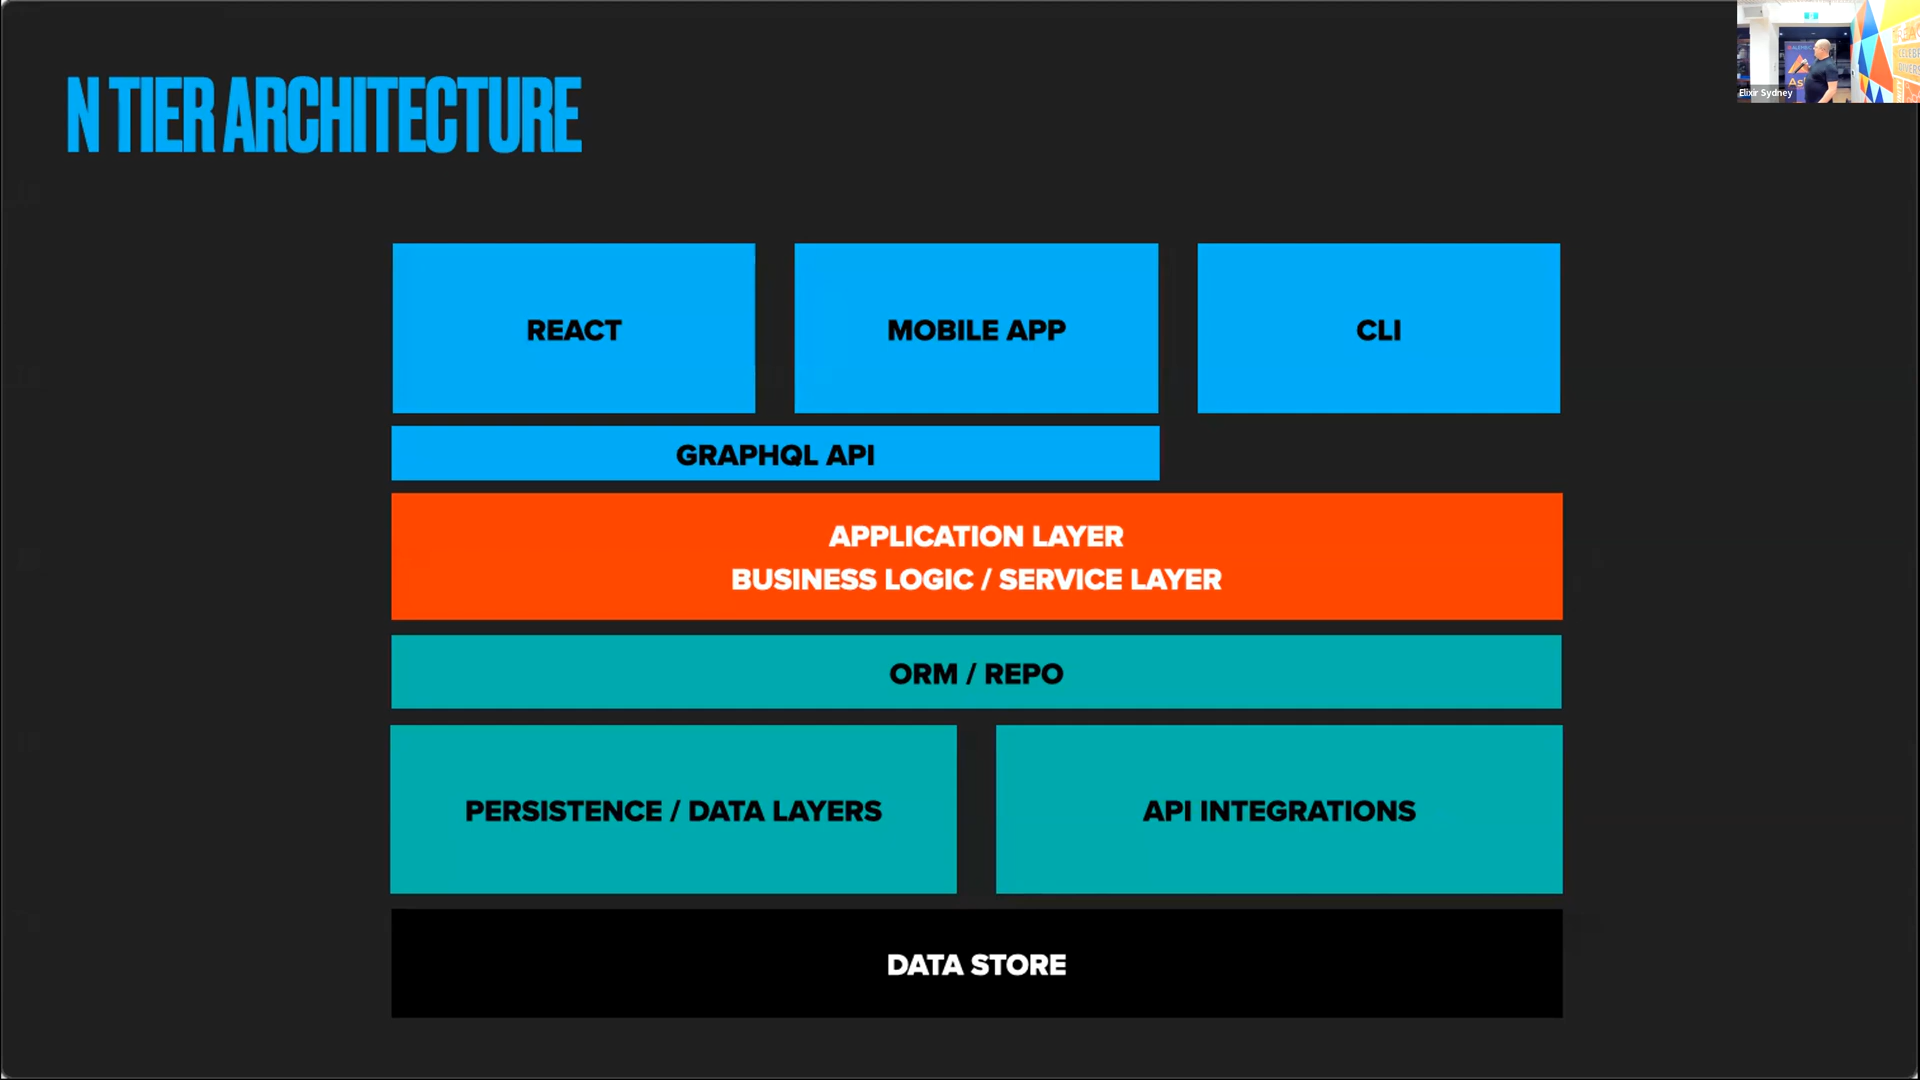 N TIER ARCHITECTURE
Elixir Sydney
REACT
MOBILE APP
CLI
GRAPHQL API
APPLICATION LAYER
BUSINESS LOGIC / SERVICE LAYER
ORM / REPO
PERSISTENCE / DATA LAYERS
API INTEGRATIONS
DATA STORE